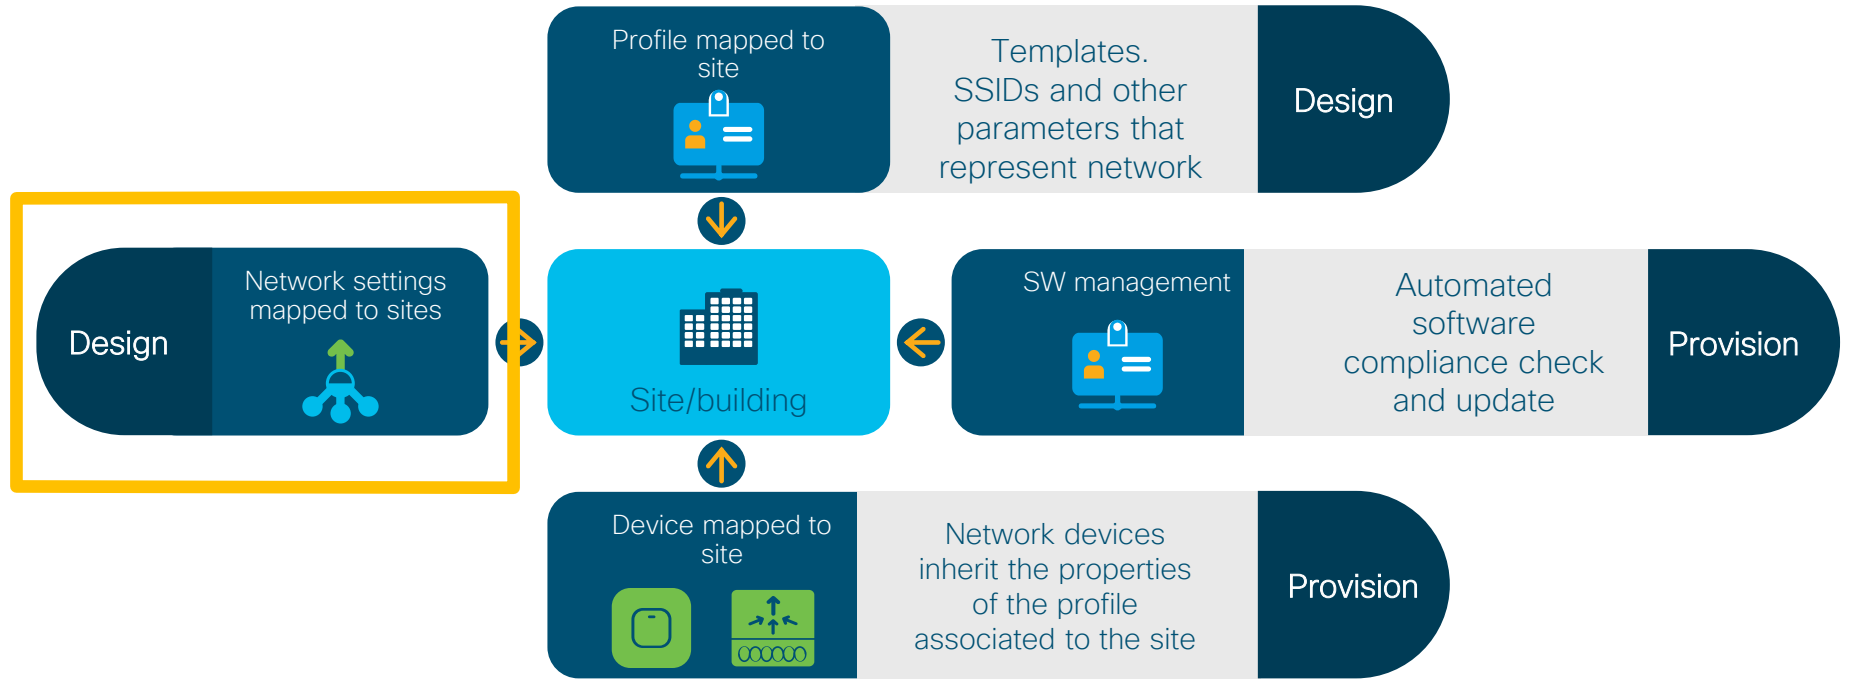 Profile mapped to
site
Templates.
SSIDs and other
parameters that
represent network
Design
Design
Network settings
mapped to sites
Site/building
SW management
Automated
software
compliance check
and update
Provision
Device mapped to
site
Network devices
inherit the properties
of the profile
associated to the site
Provision